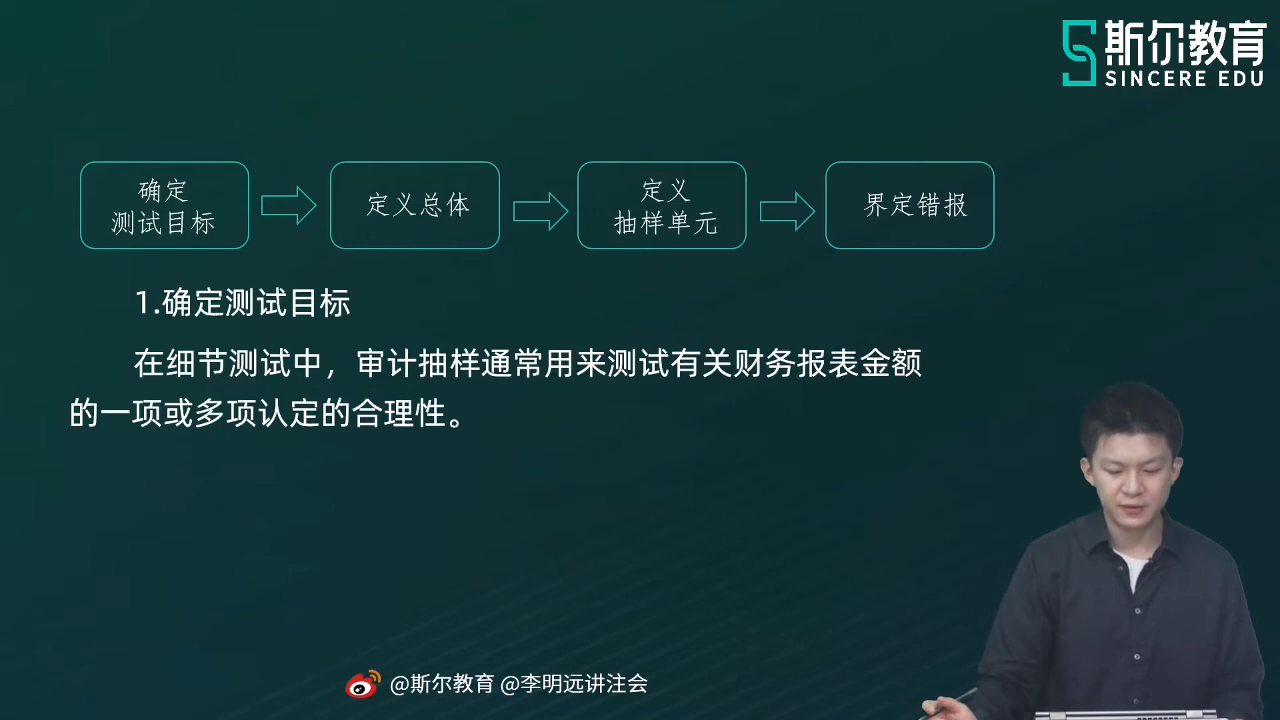 斯尔教育
SINCERE EDU
确定
测试目标
定义总体
定义
抽样单元
界定错报
1.确定测试目标
在细节测试中，审计抽样通常用来测试有关财务报表金额
的一项或多项认定的合理性。
@斯尔教育 @李明远讲注会